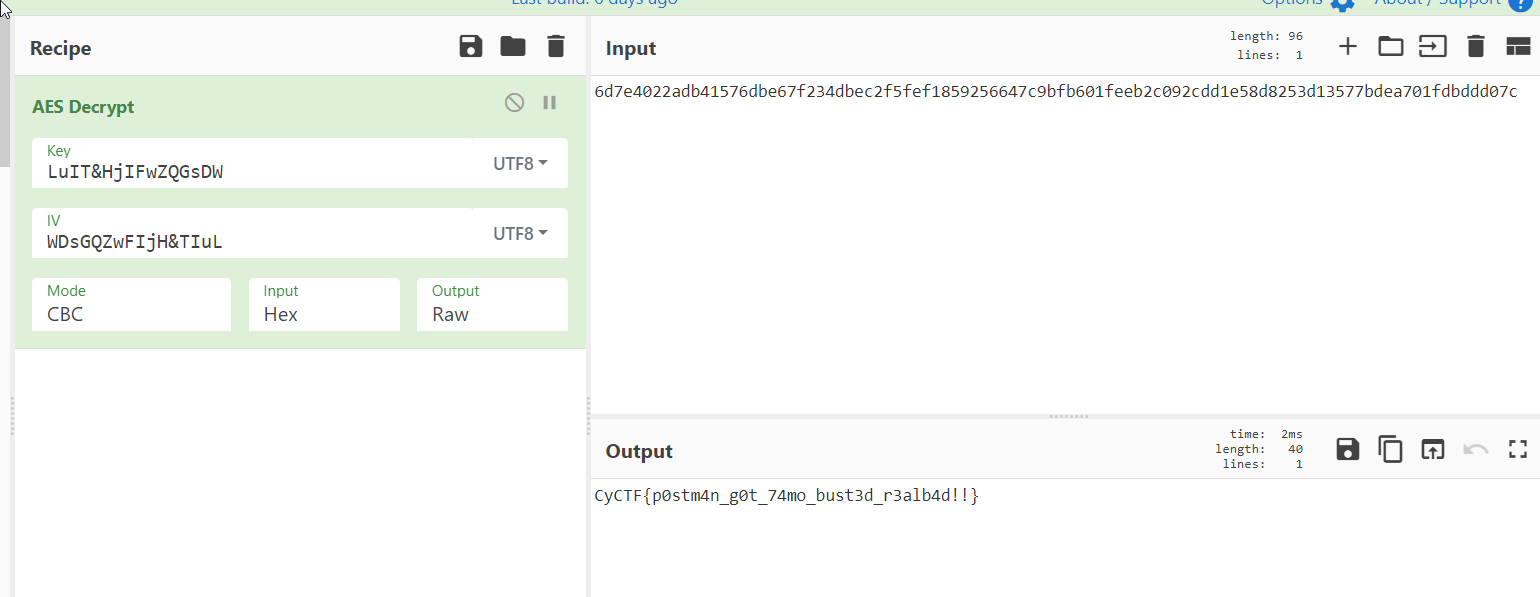 Last build: 6 days ago
Options
About / Support
Recipe
AES Decrypt
Key
LuIT&HjIFwZQGsDW
UTF8
IV
WDsGQZwFIjH&TIuL
UTF8
Mode
CBC
Input
Hex
Output
Raw
Input
length: 96
lines: 1
6d7e4022adb41576dbe67f234dbec2f5fef1859256647c9bfb601feeb2c092cdd1e58d8253d13577bdea701fdbddd07c
Output
time: 2ms
length: 40
lines: 1
CyCTF{p0stm4n_g0t_74mo_bust3d_r3alb4d!!}